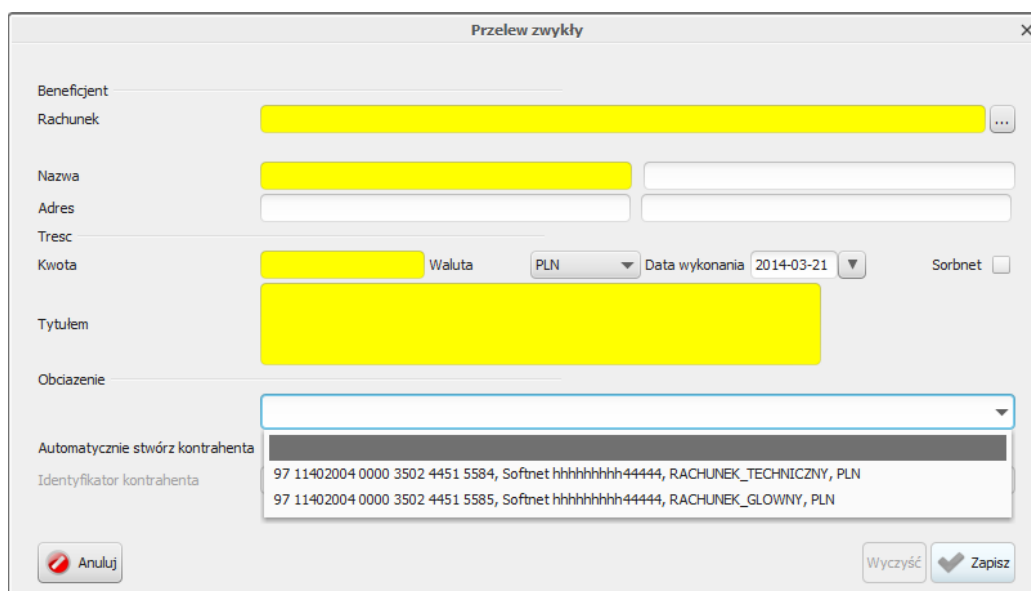 Przelew zwykły
Beneficjent
Rachunek ...
Nazwa
Adres
Tresc
Kwota Waluta PLN Data wykonania 2014-03-21 Sorbnet
Tytułem
Obciazenie
Automatycznie stwórz kontrahenta
97 11402004 0000 3502 4451 5584, Softnet hhhhhhhhh44444, RACHUNEK_TECHNICZNY, PLN
Identyfikator kontrahenta
97 11402004 0000 3502 4451 5585, Softnet hhhhhhhhh44444, RACHUNEK_GLOWNY, PLN
Anuluj Wyczyść Zapisz